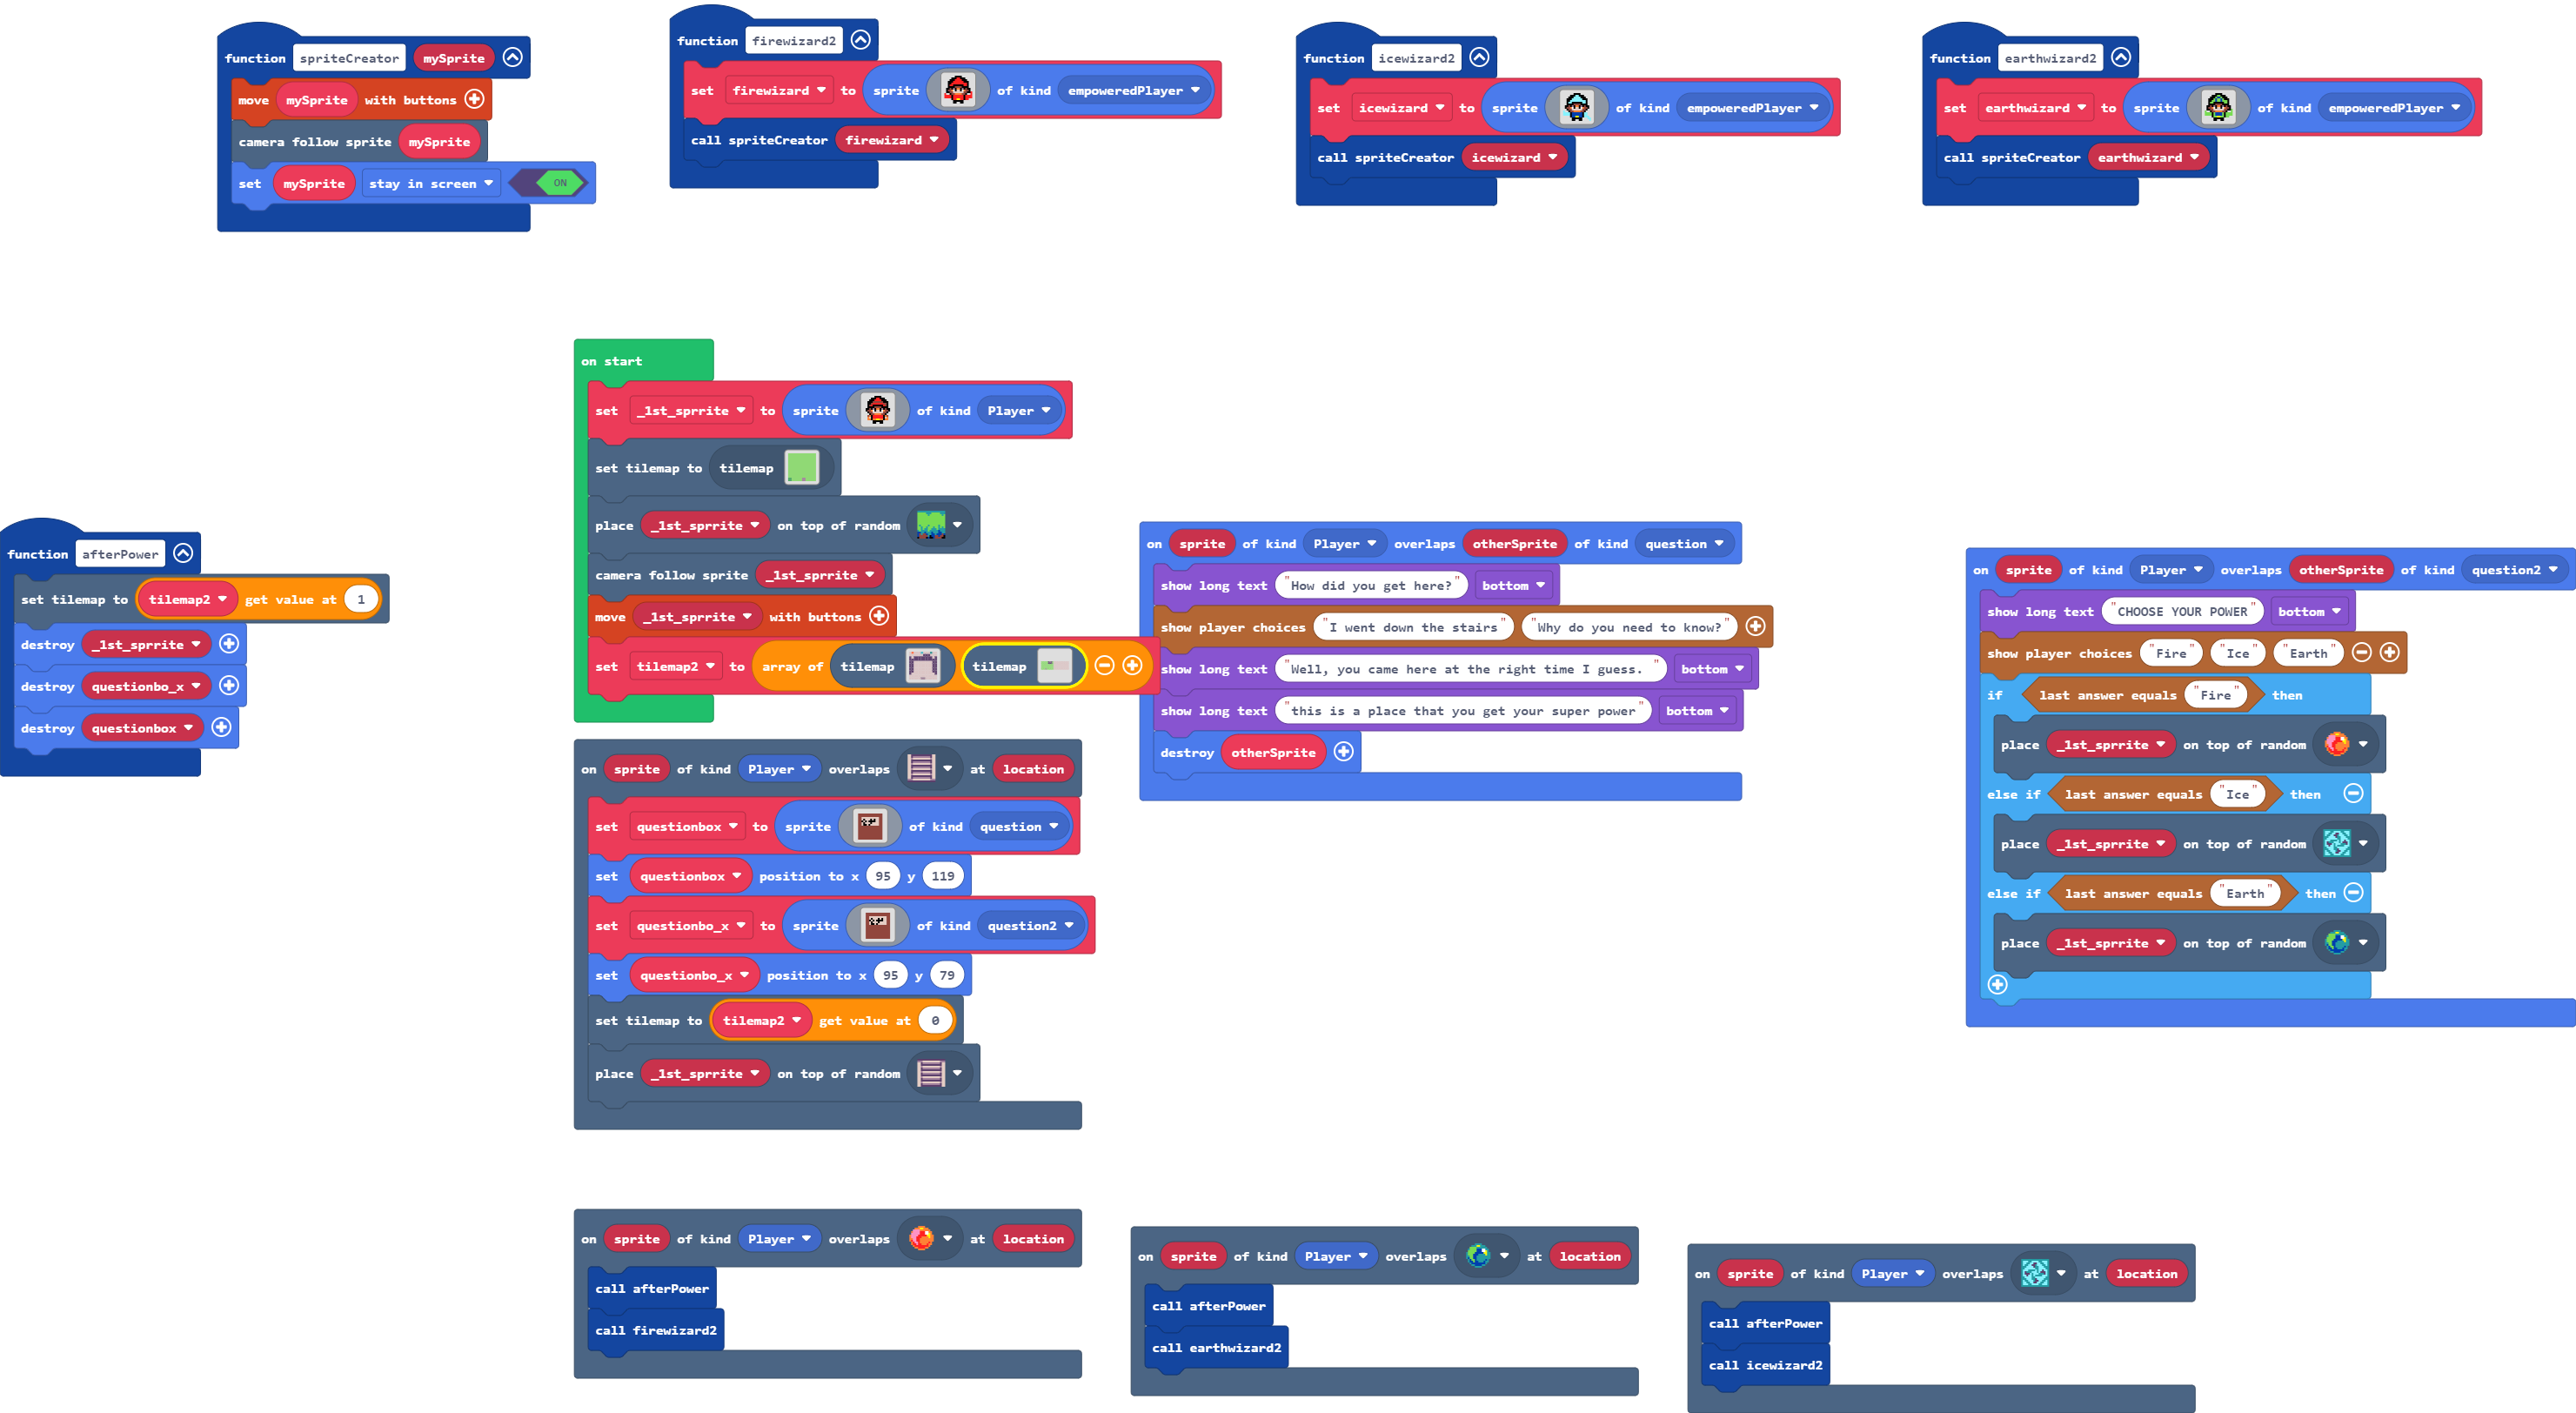 function spriteCreator mySprite
move mySprite with buttons
camera follow sprite mySprite
set mySprite stay in screen ON
function firewizard2
set firewizard to sprite of kind empoweredPlayer
call spriteCreator firewizard
function icewizard2
set icewizard to sprite of kind empoweredPlayer
call spriteCreator icewizard
function earthwizard2
set earthwizard to sprite of kind empoweredPlayer
call spriteCreator earthwizard
function afterPower
set tilemap to tilemap2 get value at 1
destroy _1st_sprrite
destroy questionbo_x
destroy questionbox
on start
set _1st_sprrite to sprite of kind Player
set tilemap to tilemap
place _1st_sprrite on top of random
camera follow sprite _1st_sprrite
move _1st_sprrite with buttons
set tilemap2 to array of tilemap tilemap
on sprite of kind Player overlaps at location
set questionbox to sprite of kind question
set questionbox position to x 95 y 119
set questionbo_x to sprite of kind question2
set questionbo_x position to x 95 y 79
set tilemap to tilemap2 get value at 0
place _1st_sprrite on top of random
on sprite of kind Player overlaps otherSprite of kind question
show long text "How did you get here?" bottom
show player choices "I went down the stairs" "Why do you need to know?"
show long text "Well, you came here at the right time I guess. " bottom
show long text "this is a place that you get your super power" bottom
destroy otherSprite
on sprite of kind Player overlaps otherSprite of kind question2
show long text "CHOOSE YOUR POWER" bottom
show player choices "Fire" "Ice" "Earth"
if last answer equals "Fire" then
place _1st_sprrite on top of random
else if last answer equals "Ice" then
place _1st_sprrite on top of random
else if last answer equals "Earth" then
place _1st_sprrite on top of random
on sprite of kind Player overlaps at location
call afterPower
call firewizard2
on sprite of kind Player overlaps at location
call afterPower
call earthwizard2
on sprite of kind Player overlaps at location
call afterPower
call icewizard2